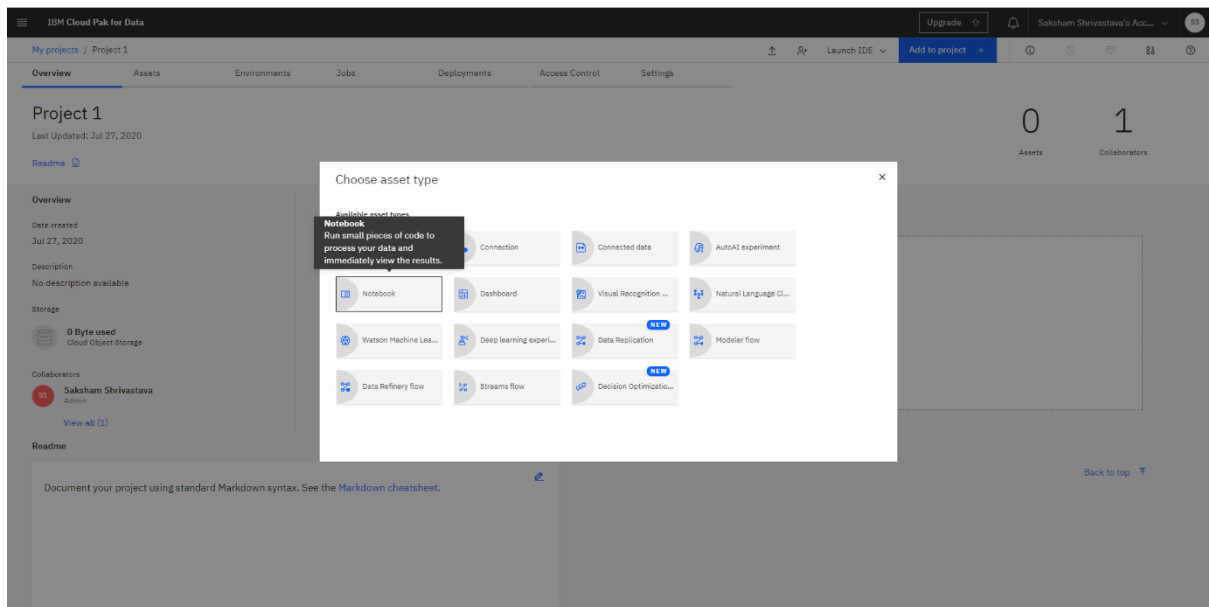 IBM Cloud Pak for Data
Upgrade
Saksham Shrivastava's Acc...
SS
My projects / Project 1
Launch IDE
Add to project +
Overview
Assets
Environments
Jobs
Deployments
Access Control
Settings
Project 1
Last Updated: Jul 27, 2020
Readme
0
Assets
1
Collaborators
Overview
Date created
Jul 27, 2020
Description
No description available
Storage
0 Byte used
Cloud Object Storage
Collaborators
SS
Saksham Shrivastava
Admin
View all (1)
Readme
Document your project using standard Markdown syntax. See the Markdown cheatsheet.
Back to top
Choose asset type
Available asset types
Notebook
Run small pieces of code to
process your data and
immediately view the results.
Connection
Connected data
AutoAI experiment
Notebook
Dashboard
Visual Recognition ...
Natural Language Cl...
Watson Machine Lea...
Deep learning experi...
NEW
Data Replication
Modeler flow
Data Refinery flow
Streams flow
NEW
Decision Optimizatio...